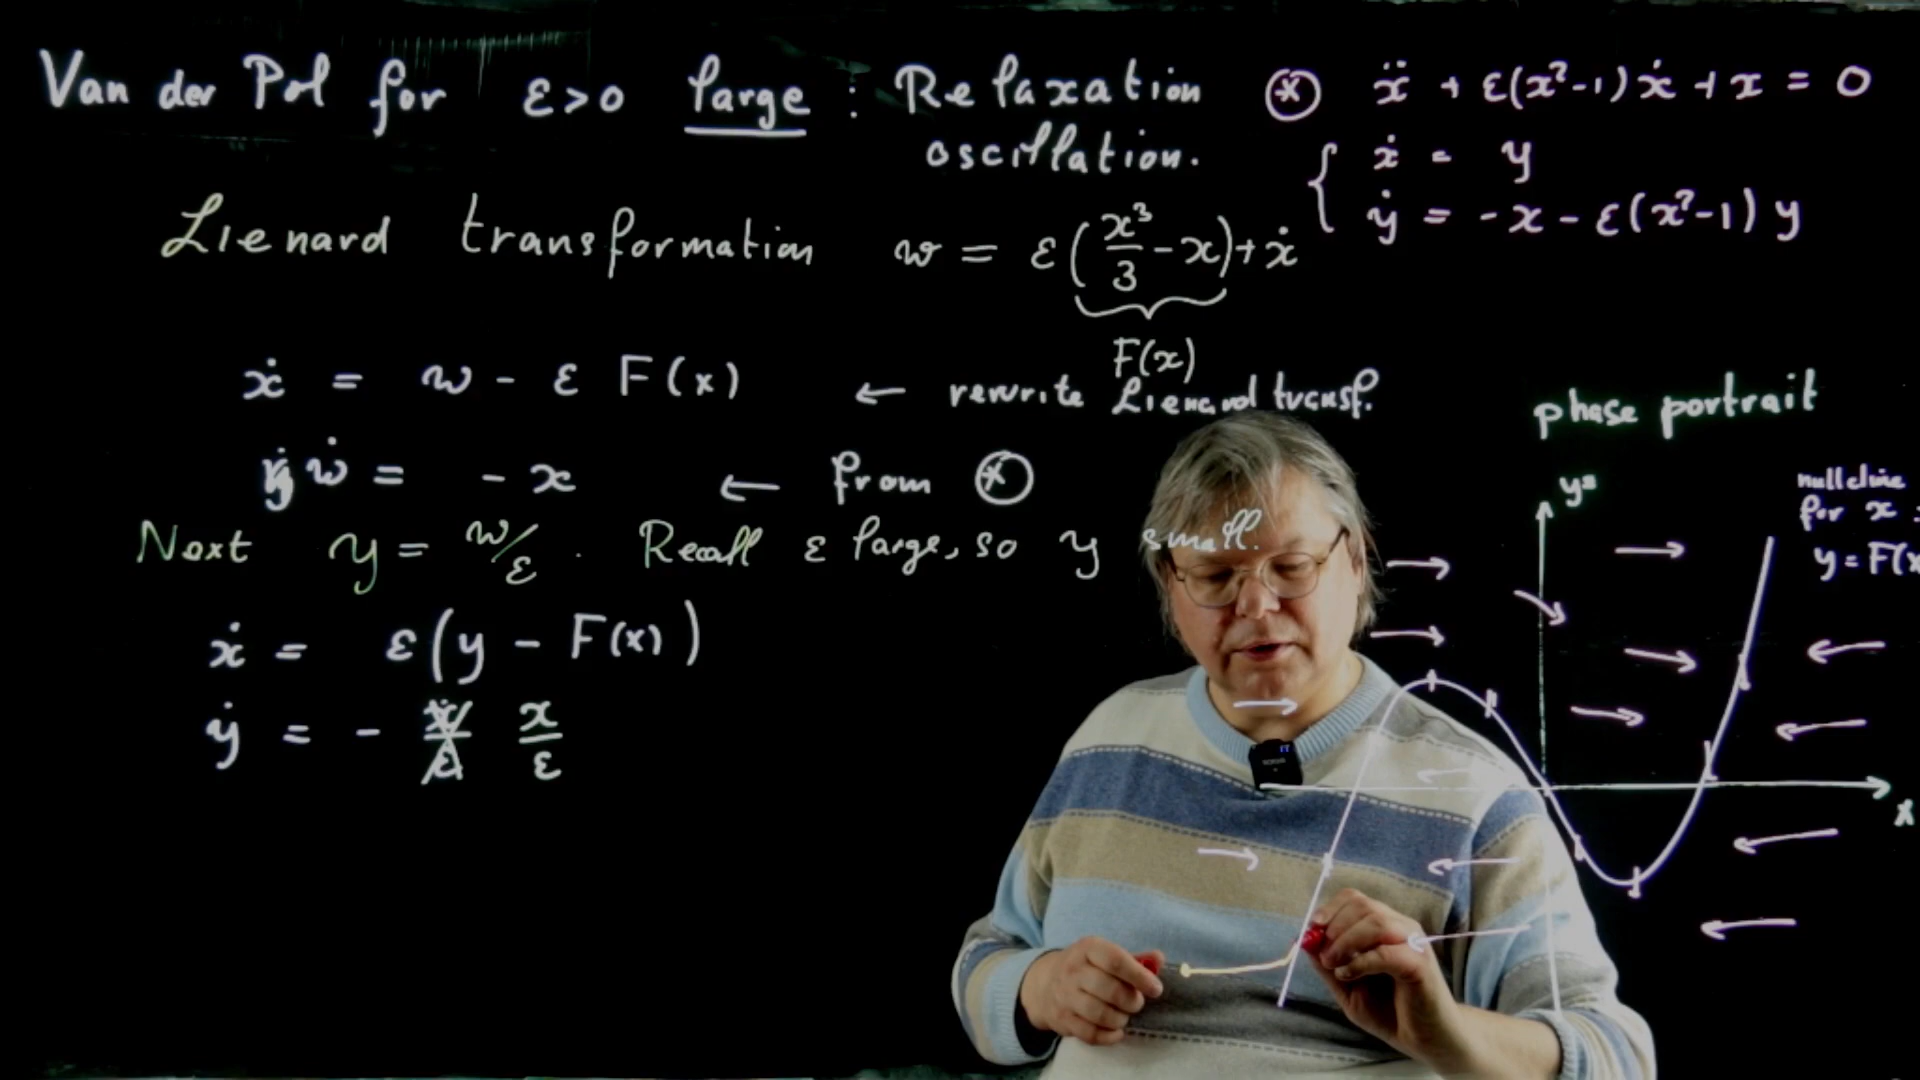 Van der Pol for ε>0 large : Relaxation oscillation.
⊛ ẍ + ε(x²-1)ẋ + x = 0
{ ẋ = y
ẏ = -x - ε(x²-1) y
Lienard transformation w = ε(x³/3 - x) + ẋ
F(x)
ẋ = w - ε F(x) ← rewrite Lienard transf.
ẇ = - x ← from ⊛
Next y = w/ε . Recall ε large, so y small.
ẋ = ε(y - F(x))
ẏ = - x/ε
phase portrait
y
nullcline
for x :
y = F(x
x